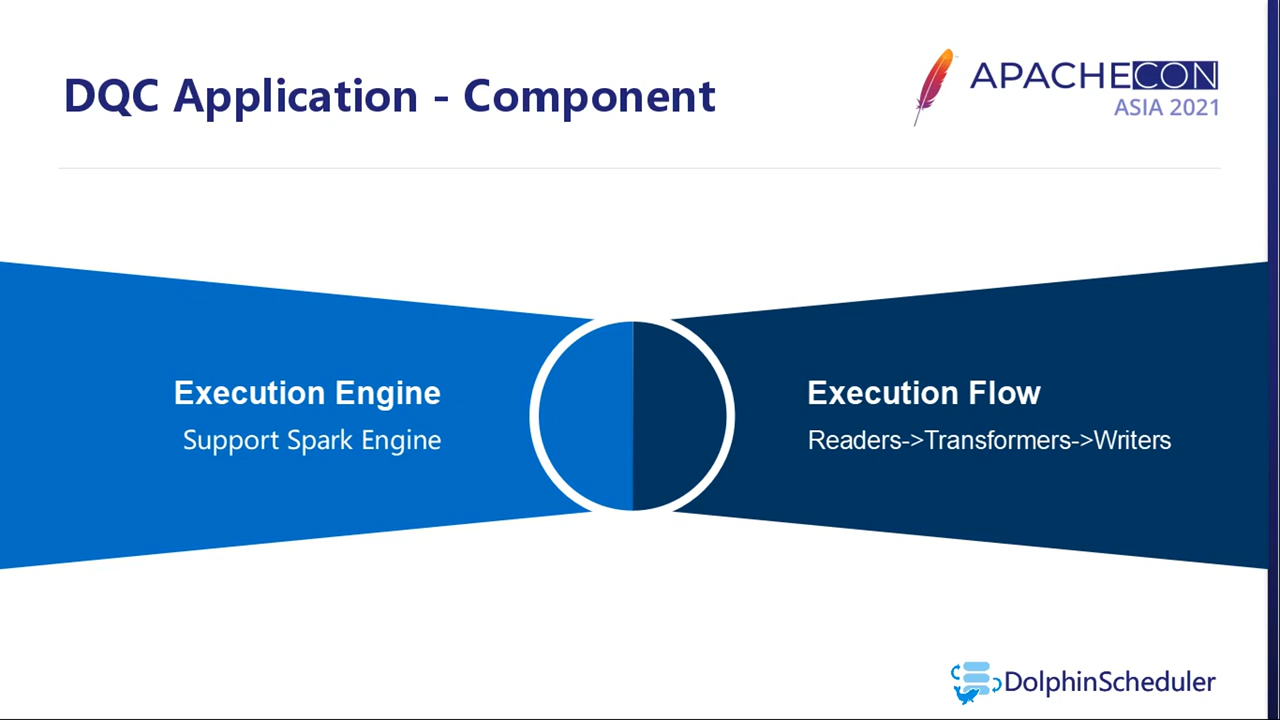 DQC Application - Component
APACHECON
ASIA 2021
Execution Engine
Support Spark Engine
Execution Flow
Readers->Transformers->Writers
DolphinScheduler